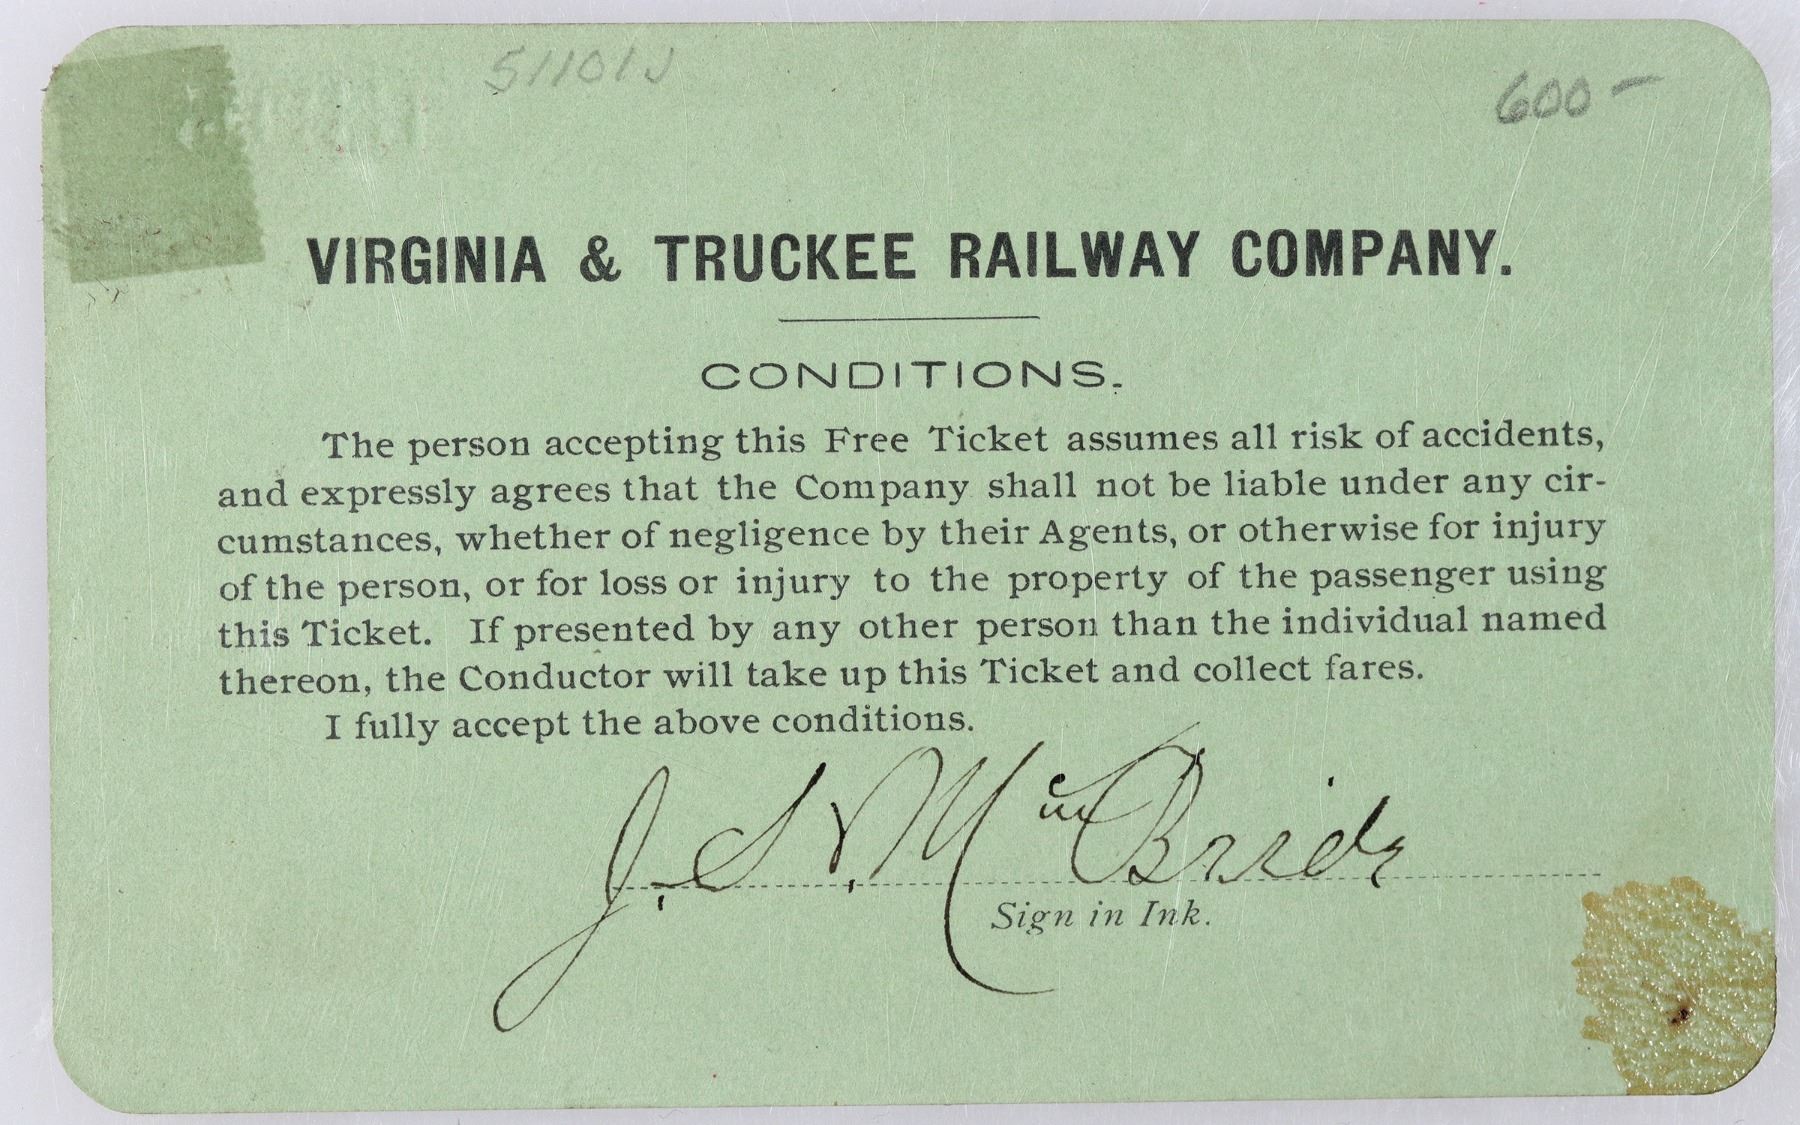 51101J
600-
VIRGINIA & TRUCKEE RAILWAY COMPANY.
CONDITIONS.
The person accepting this Free Ticket assumes all risk of accidents,
and expressly agrees that the Company shall not be liable under any cir-
cumstances, whether of negligence by their Agents, or otherwise for injury
of the person, or for loss or injury to the property of the passenger using
this Ticket. If presented by any other person than the individual named
thereon, the Conductor will take up this Ticket and collect fares.
I fully accept the above conditions.
McBride
Sign in Ink.